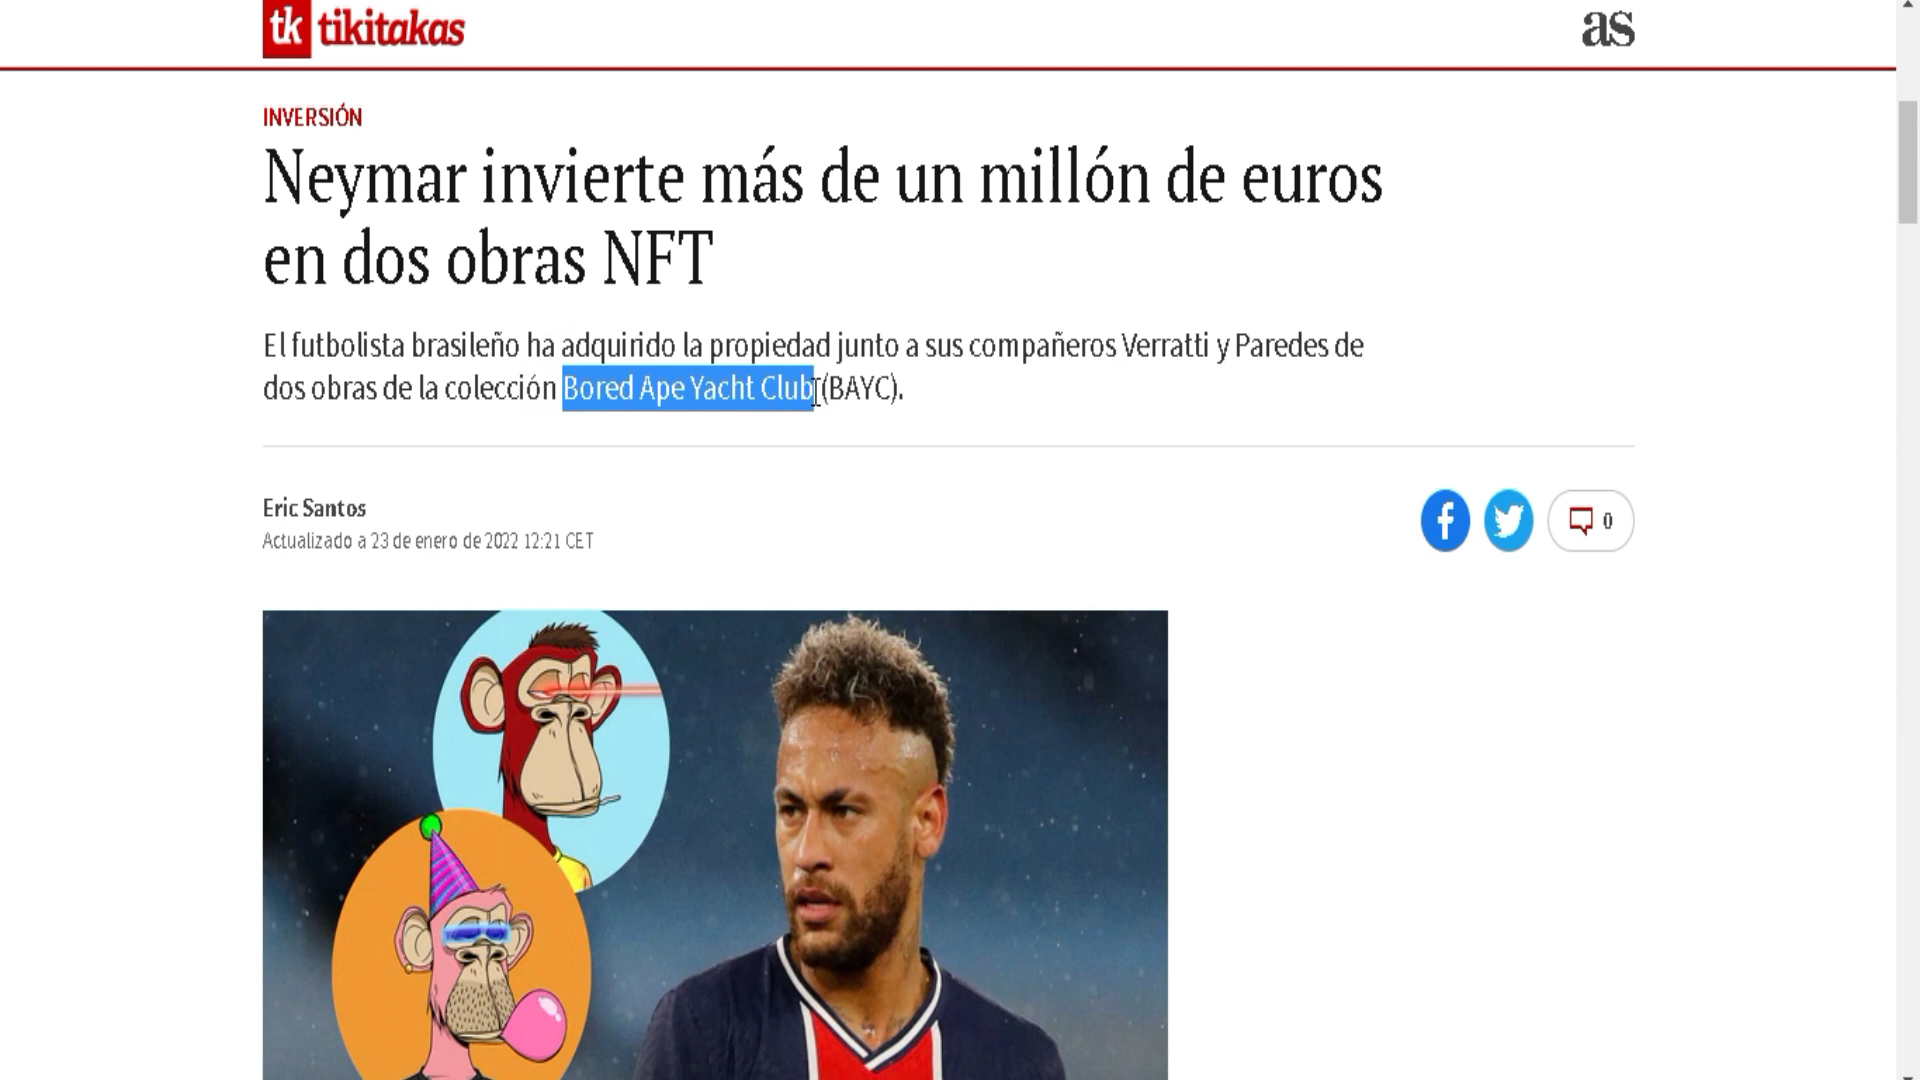 tk tikitakas
as
INVERSIÓN
Neymar invierte más de un millón de euros
en dos obras NFT
El futbolista brasileño ha adquirido la propiedad junto a sus compañeros Verratti y Paredes de
dos obras de la colección Bored Ape Yacht Club (BAYC).
Eric Santos
Actualizado a 23 de enero de 2022 12:21 CET
0